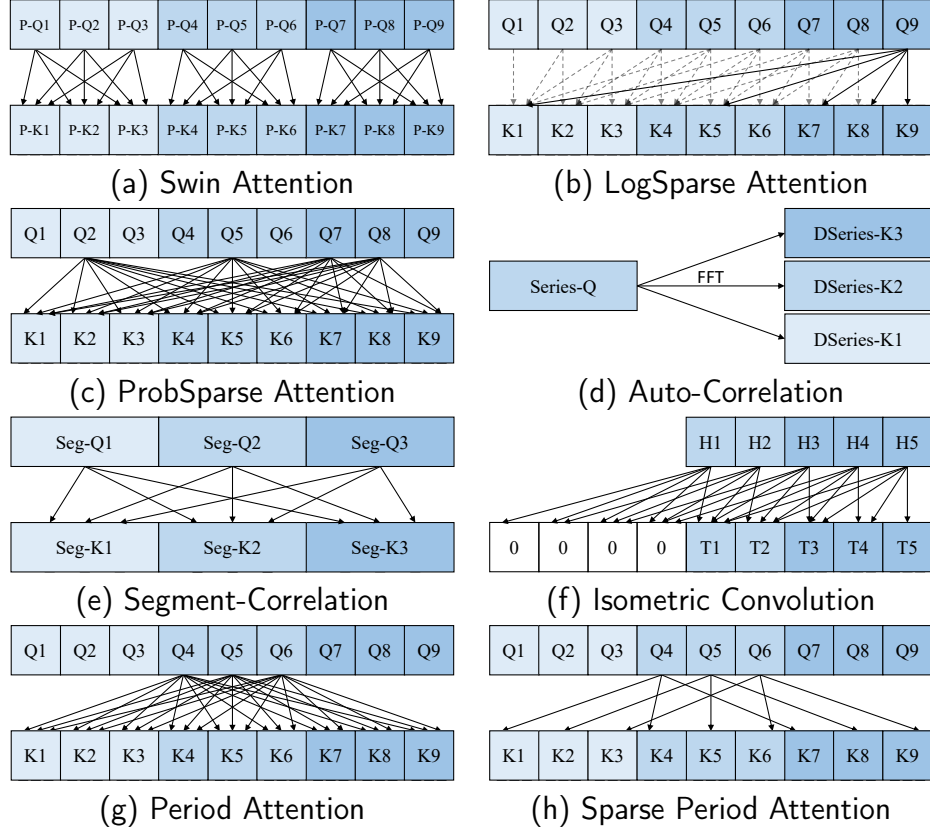 P-Q1 P-Q2 P-Q3 P-Q4 P-Q5 P-Q6 P-Q7 P-Q8 P-Q9
P-K1 P-K2 P-K3 P-K4 P-K5 P-K6 P-K7 P-K8 P-K9
(a) Swin Attention
Q1 Q2 Q3 Q4 Q5 Q6 Q7 Q8 Q9
K1 K2 K3 K4 K5 K6 K7 K8 K9
(b) LogSparse Attention
Q1 Q2 Q3 Q4 Q5 Q6 Q7 Q8 Q9
K1 K2 K3 K4 K5 K6 K7 K8 K9
(c) ProbSparse Attention
Series-Q
FFT
DSeries-K3
DSeries-K2
DSeries-K1
(d) Auto-Correlation
Seg-Q1 Seg-Q2 Seg-Q3
Seg-K1 Seg-K2 Seg-K3
(e) Segment-Correlation
H1 H2 H3 H4 H5
0 0 0 0 T1 T2 T3 T4 T5
(f) Isometric Convolution
Q1 Q2 Q3 Q4 Q5 Q6 Q7 Q8 Q9
K1 K2 K3 K4 K5 K6 K7 K8 K9
(g) Period Attention
Q1 Q2 Q3 Q4 Q5 Q6 Q7 Q8 Q9
K1 K2 K3 K4 K5 K6 K7 K8 K9
(h) Sparse Period Attention